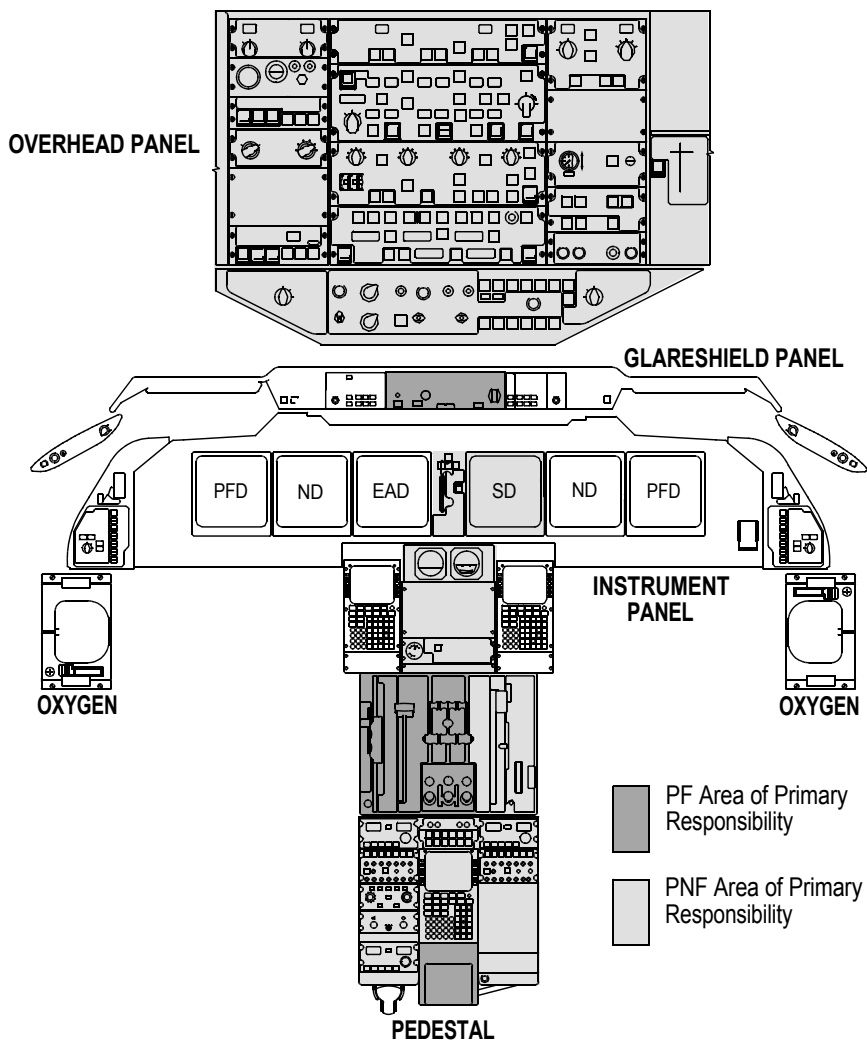 OVERHEAD PANEL
GLARESHIELD PANEL
PFD ND EAD SD ND PFD
INSTRUMENT
PANEL
OXYGEN
OXYGEN
PF Area of Primary
Responsibility
PNF Area of Primary
Responsibility
PEDESTAL